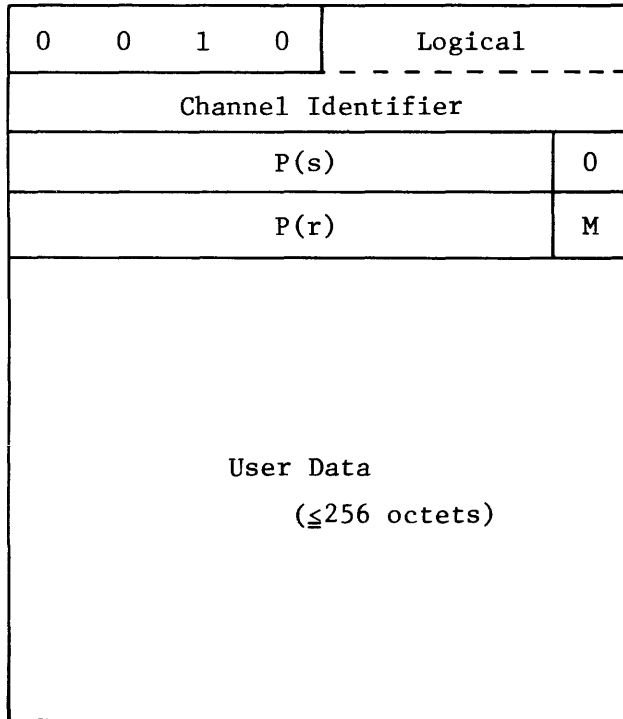 0 0 1 0 Logical
Channel Identifier
P(s) 0
P(r) M
User Data
(≦256 octets)